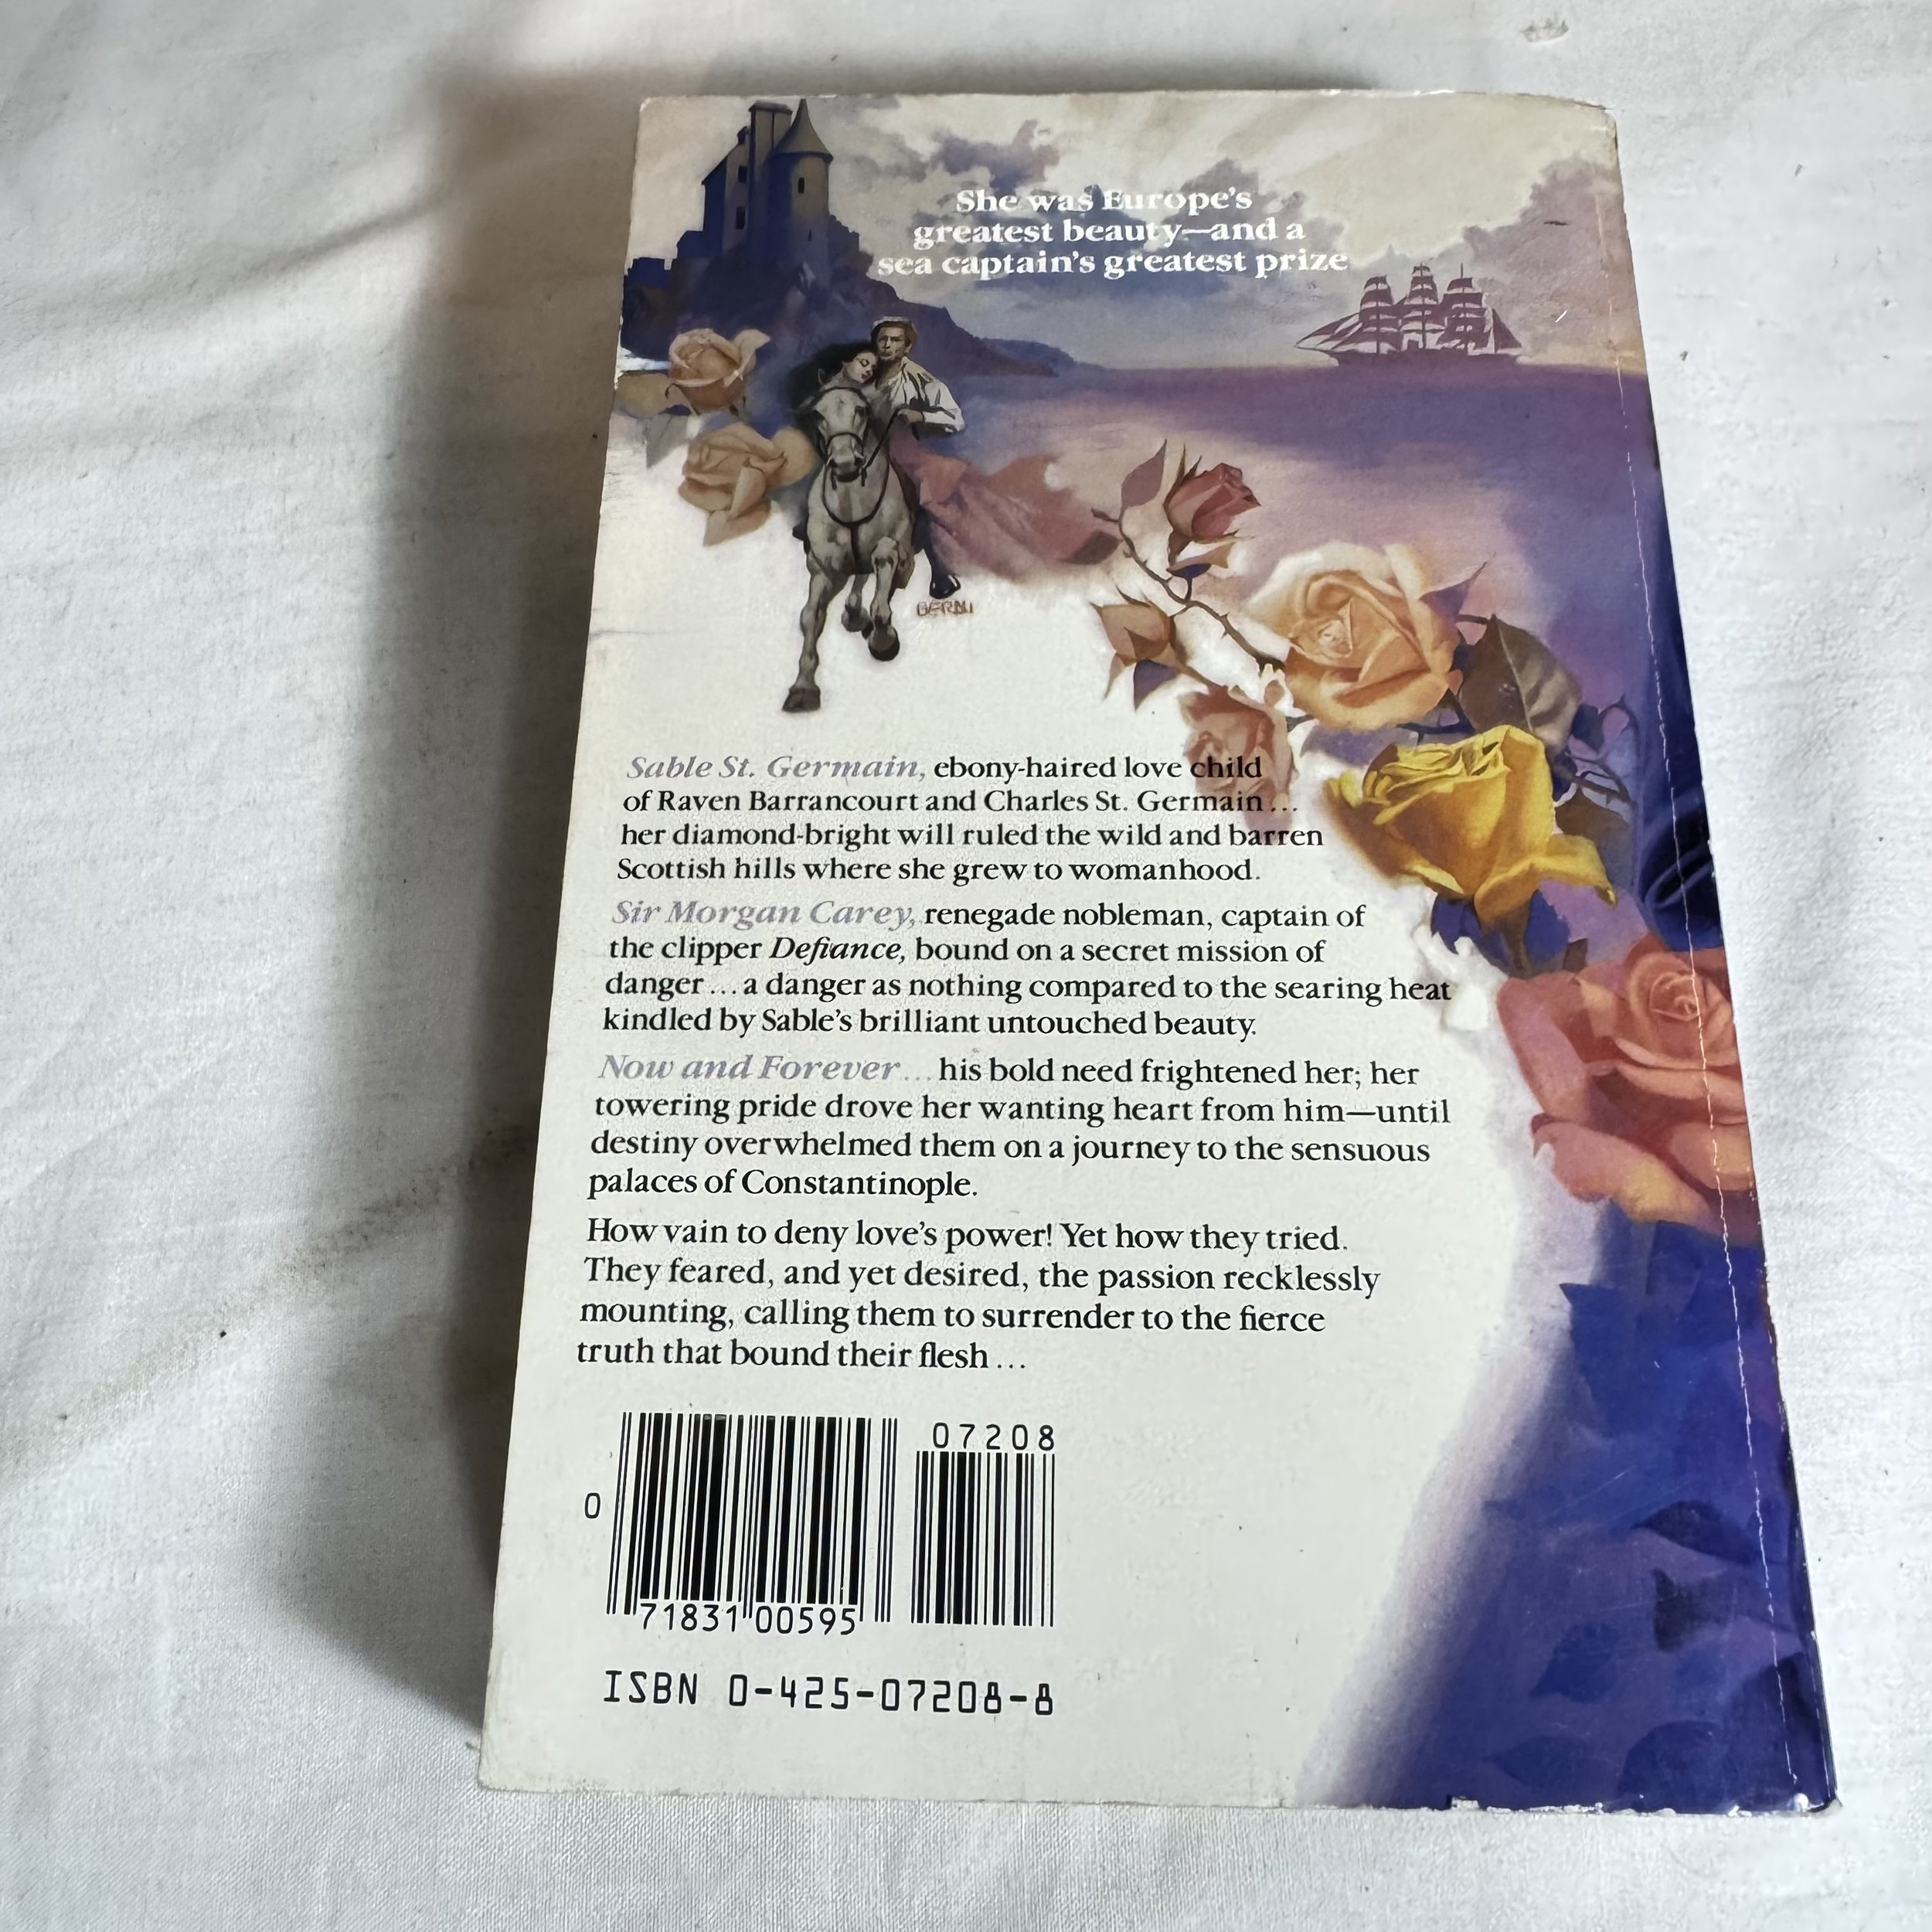 She was Europe's
greatest beauty—and a
sea captain's greatest prize
BERNI
Sable St. Germain, ebony-haired love child
of Raven Barrancourt and Charles St. Germain...
her diamond-bright will ruled the wild and barren
Scottish hills where she grew to womanhood.
Sir Morgan Carey, renegade nobleman, captain of
the clipper Defiance, bound on a secret mission of
danger...a danger as nothing compared to the searing heat
kindled by Sable's brilliant untouched beauty.
Now and Forever... his bold need frightened her; her
towering pride drove her wanting heart from him—until
destiny overwhelmed them on a journey to the sensuous
palaces of Constantinople.
How vain to deny love's power! Yet how they tried.
They feared, and yet desired, the passion recklessly
mounting, calling them to surrender to the fierce
truth that bound their flesh...
07208
0
71831 00595
ISBN 0-425-07208-8